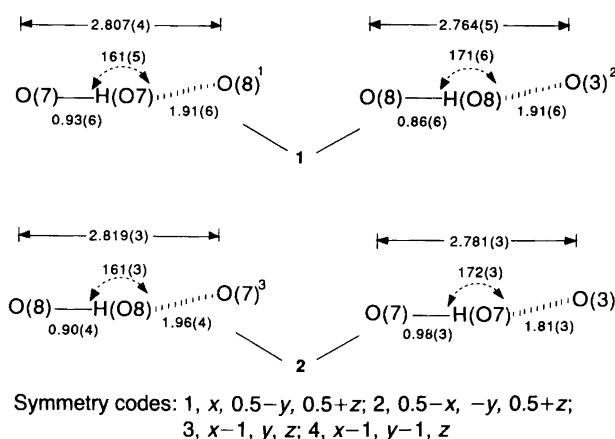 2.807(4) 2.764(5)
161(5) 171(6)
O(7) H(O7) O(8)¹ O(8) H(O8) O(3)²
0.93(6) 1.91(6) 0.86(6) 1.91(6)
1
2.819(3) 2.781(3)
161(3) 172(3)
O(8) H(O8) O(7)³ O(7) H(O7) O(3)
0.90(4) 1.96(4) 0.98(3) 1.81(3)
2
Symmetry codes: 1, x, 0.5−y, 0.5+z; 2, 0.5−x, −y, 0.5+z;
3, x−1, y, z; 4, x−1, y−1, z